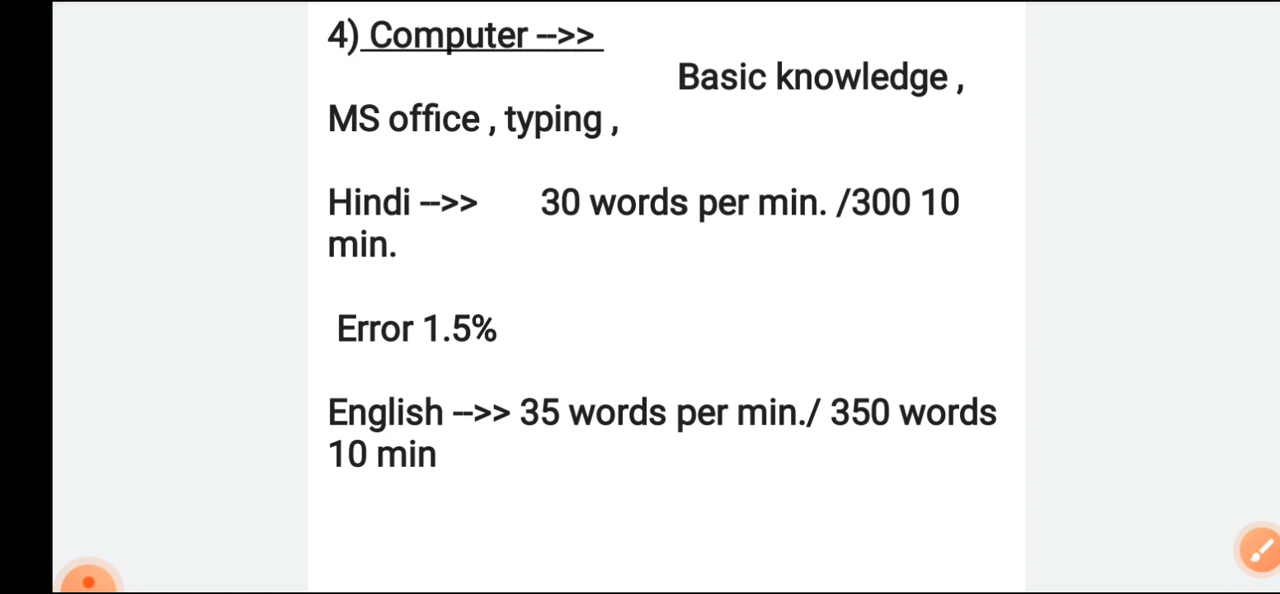 4) Computer -->>
Basic knowledge ,
MS office , typing ,
Hindi -->> 30 words per min. /300 10
min.
Error 1.5%
English -->> 35 words per min./ 350 words
10 min